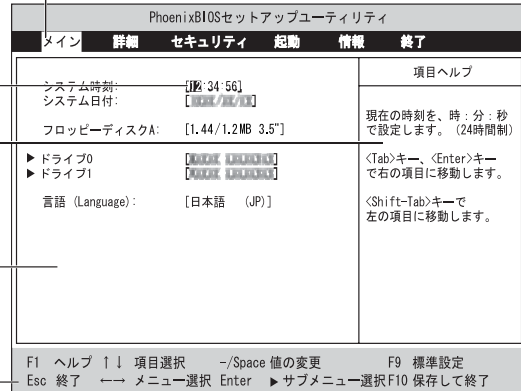 PhoenixBIOSセットアップユーティリティ
メイン 詳細 セキュリティ 起動 情報 終了
項目ヘルプ
システム時刻: [12:34:56]
システム日付:
フロッピーディスクA: [1.44/1.2MB 3.5"]
▶ ドライブ0
▶ ドライブ1
言語 (Language): [日本語 (JP)]
現在の時刻を、時:分:秒
で設定します。(24時間制)
<Tab>キー、<Enter>キー
で右の項目に移動します。
<Shift-Tab>キーで
左の項目に移動します。
F1 ヘルプ ↑↓ 項目選択 -/Space 値の変更 F9 標準設定
Esc 終了 ←→ メニュー選択 Enter ▶サブメニュー選択 F10 保存して終了